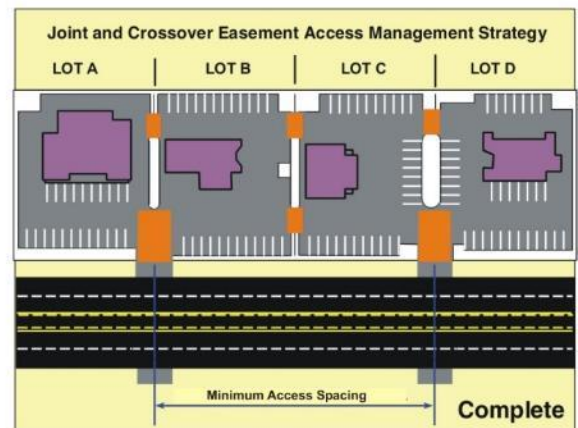 Joint and Crossover Easement Access Management Strategy
LOT A LOT B LOT C LOT D
Minimum Access Spacing
Complete